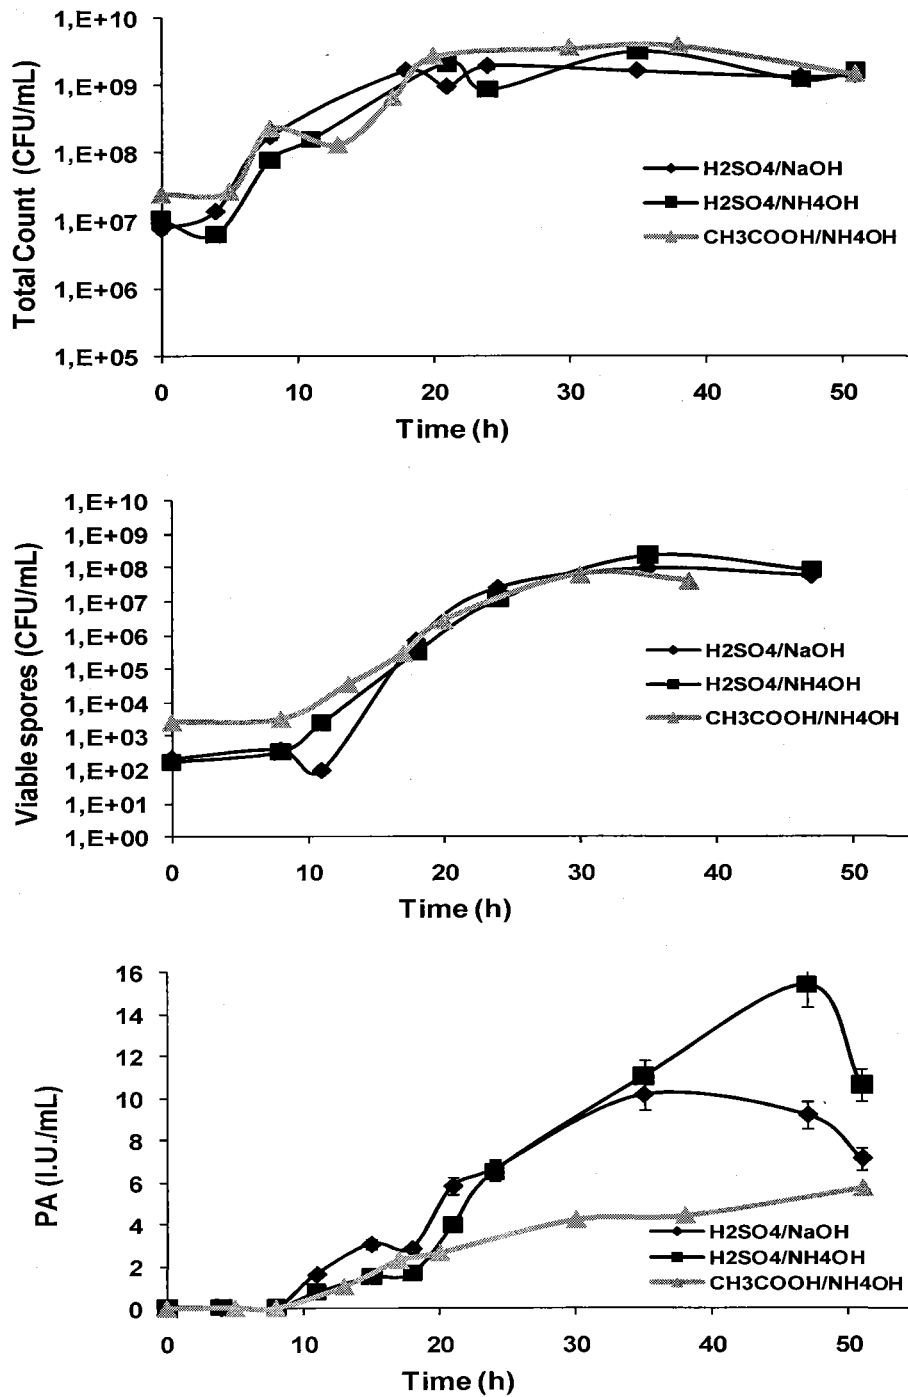 Total Count (CFU/mL)
1,E+10
1,E+09
1,E+08
1,E+07
1,E+06
1,E+05
0 10 20 30 40 50
Time (h)
H2SO4/NaOH
H2SO4/NH4OH
CH3COOH/NH4OH
Viable spores (CFU/mL)
1,E+10
1,E+09
1,E+08
1,E+07
1,E+06
1,E+05
1,E+04
1,E+03
1,E+02
1,E+01
1,E+00
0 10 20 30 40 50
Time (h)
H2SO4/NaOH
H2SO4/NH4OH
CH3COOH/NH4OH
PA (I.U./mL)
16
14
12
10
8
6
4
2
0
0 10 20 30 40 50
Time (h)
H2SO4/NaOH
H2SO4/NH4OH
CH3COOH/NH4OH